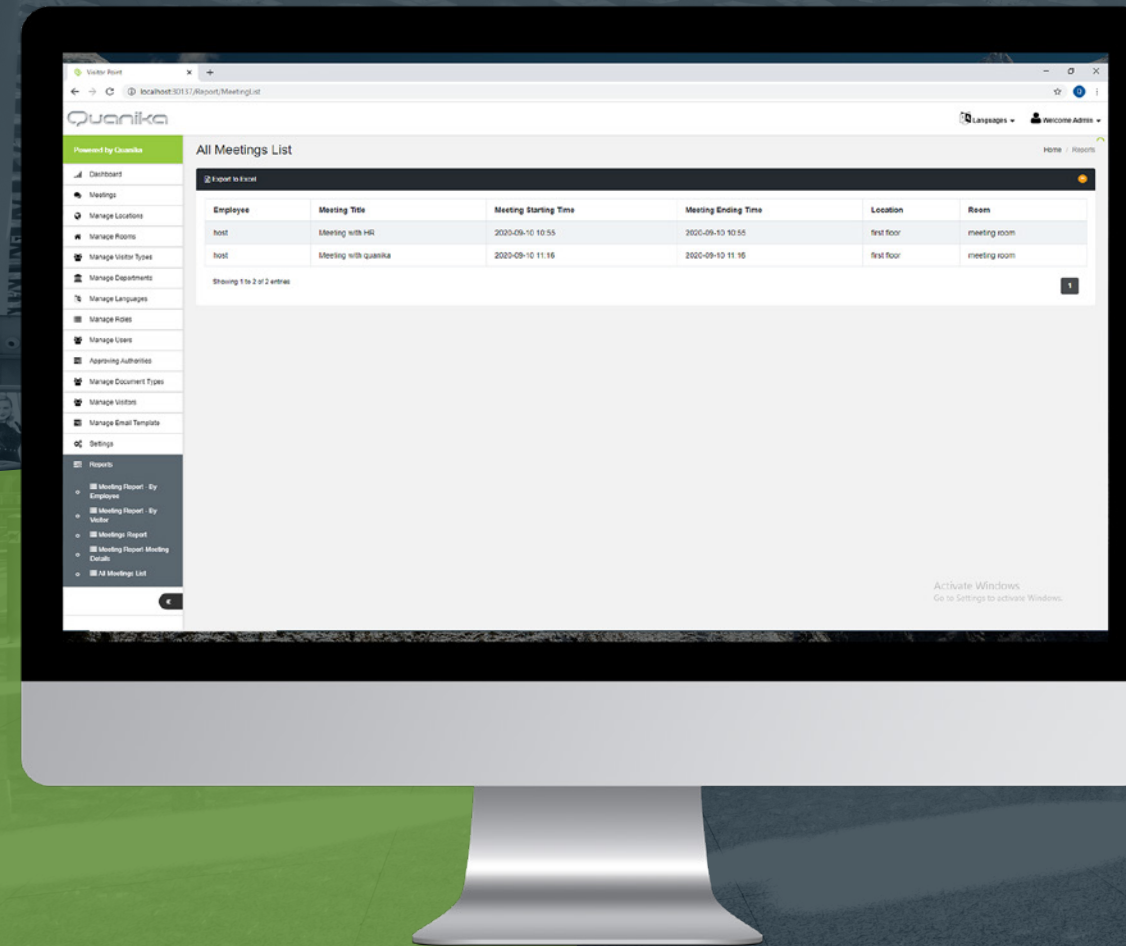 Visitor Point
localhost:30137/Report/MeetingList
Quanika
Languages
Welcome Admin
Powered by Quanika
All Meetings List
Home / Reports
Dashboard
Meetings
Manage Locations
Manage Rooms
Manage Visitor Types
Manage Departments
Manage Languages
Manage Roles
Manage Users
Approving Authorities
Manage Document Types
Manage Visitors
Manage Email Template
Settings
Reports
Meeting Report - By
Employee
Meeting Report - By
Visitor
Meetings Report
Meeting Report-Meeting
Details
All Meetings List
Export to Excel
Employee Meeting Title Meeting Starting Time Meeting Ending Time Location Room
host Meeting with HR 2020-09-10 10:55 2020-09-10 10:55 first floor meeting room
host Meeting with quanika 2020-09-10 11:16 2020-09-10 11:16 first floor meeting room
Showing 1 to 2 of 2 entries
1
Activate Windows
Go to Settings to activate Windows.